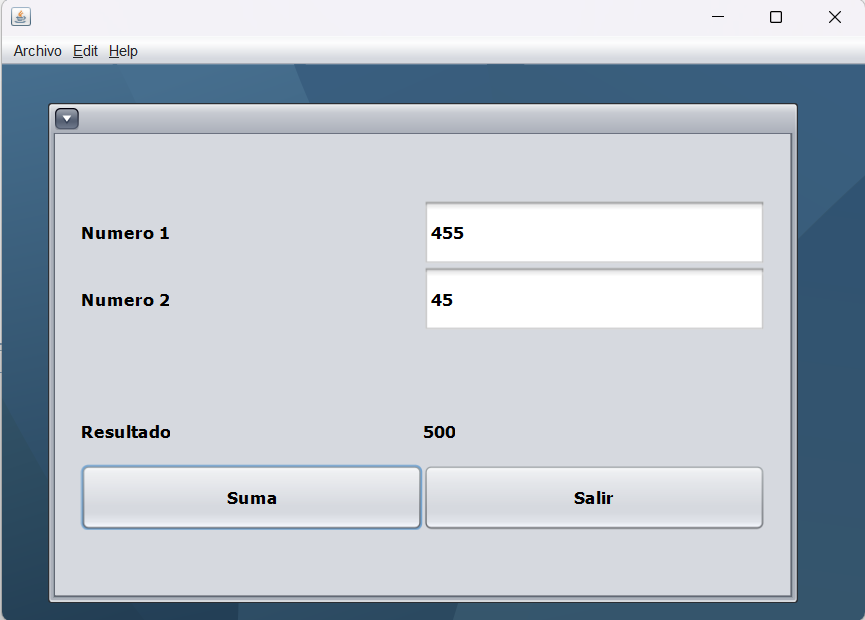 Archivo Edit Help
Numero 1 455
Numero 2 45
Resultado 500
Suma Salir